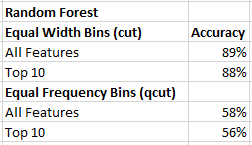 Random Forest
Equal Width Bins (cut) Accuracy
All Features 89%
Top 10 88%
Equal Frequency Bins (qcut)
All Features 58%
Top 10 56%